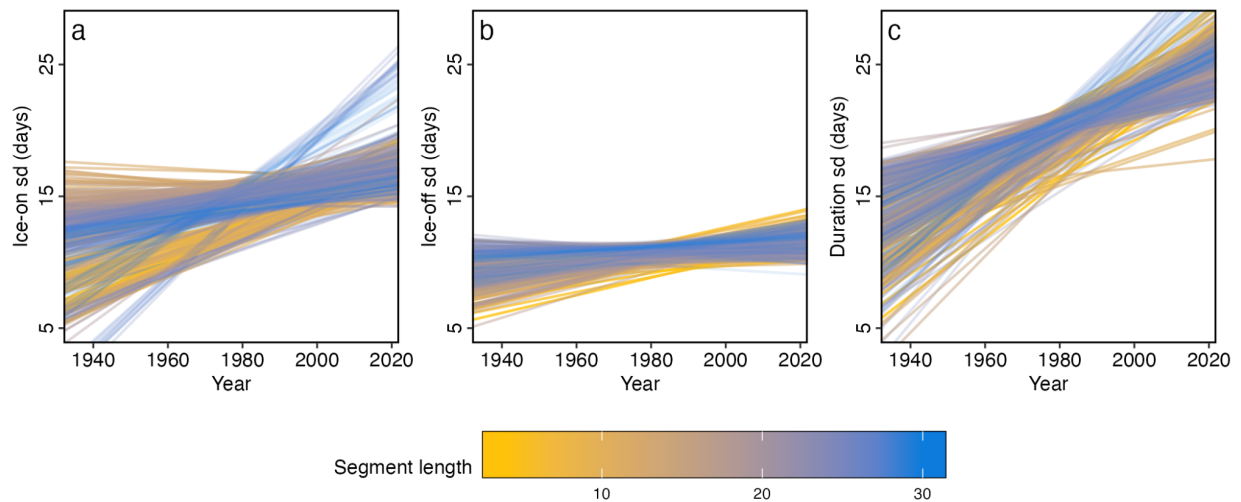 a
Ice-on sd (days)
25
15
5
1940 1960 1980 2000 2020
Year
b
Ice-off sd (days)
25
15
5
1940 1960 1980 2000 2020
Year
c
Duration sd (days)
25
15
5
1940 1960 1980 2000 2020
Year
Segment length
10 20 30